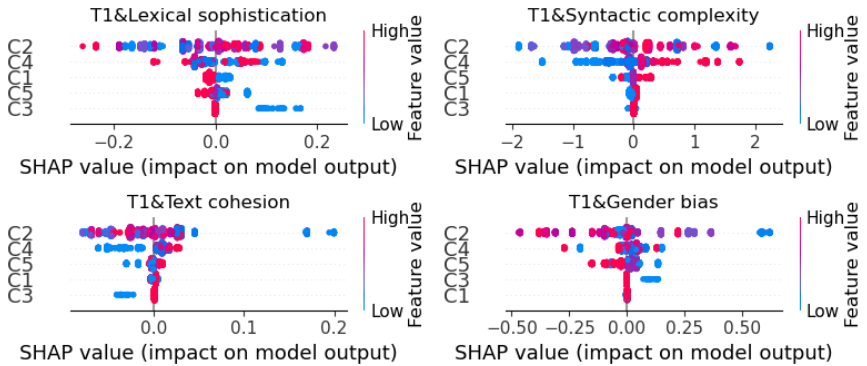 T1&Lexical sophistication
High
C2
C4
C1
C5
C3
Low
Feature value
−0.2 0.0 0.2
SHAP value (impact on model output)
T1&Syntactic complexity
High
C2
C4
C5
C1
C3
Low
Feature value
−2 −1 0 1 2
SHAP value (impact on model output)
T1&Text cohesion
High
C2
C4
C5
C1
C3
Low
Feature value
0.0 0.1 0.2
SHAP value (impact on model output)
T1&Gender bias
High
C2
C4
C5
C3
C1
Low
Feature value
−0.50 −0.25 0.00 0.25 0.50
SHAP value (impact on model output)